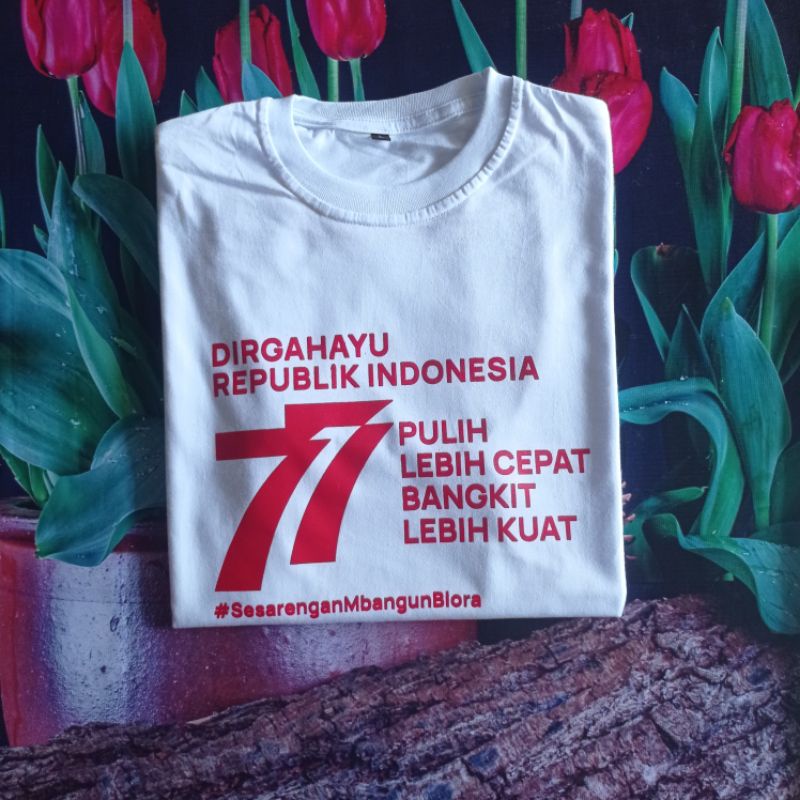 DIRGAHAYU
REPUBLIK INDONESIA
77
PULIH
LEBIH CEPAT
BANGKIT
LEBIH KUAT
#SesarenganMbangunBlora